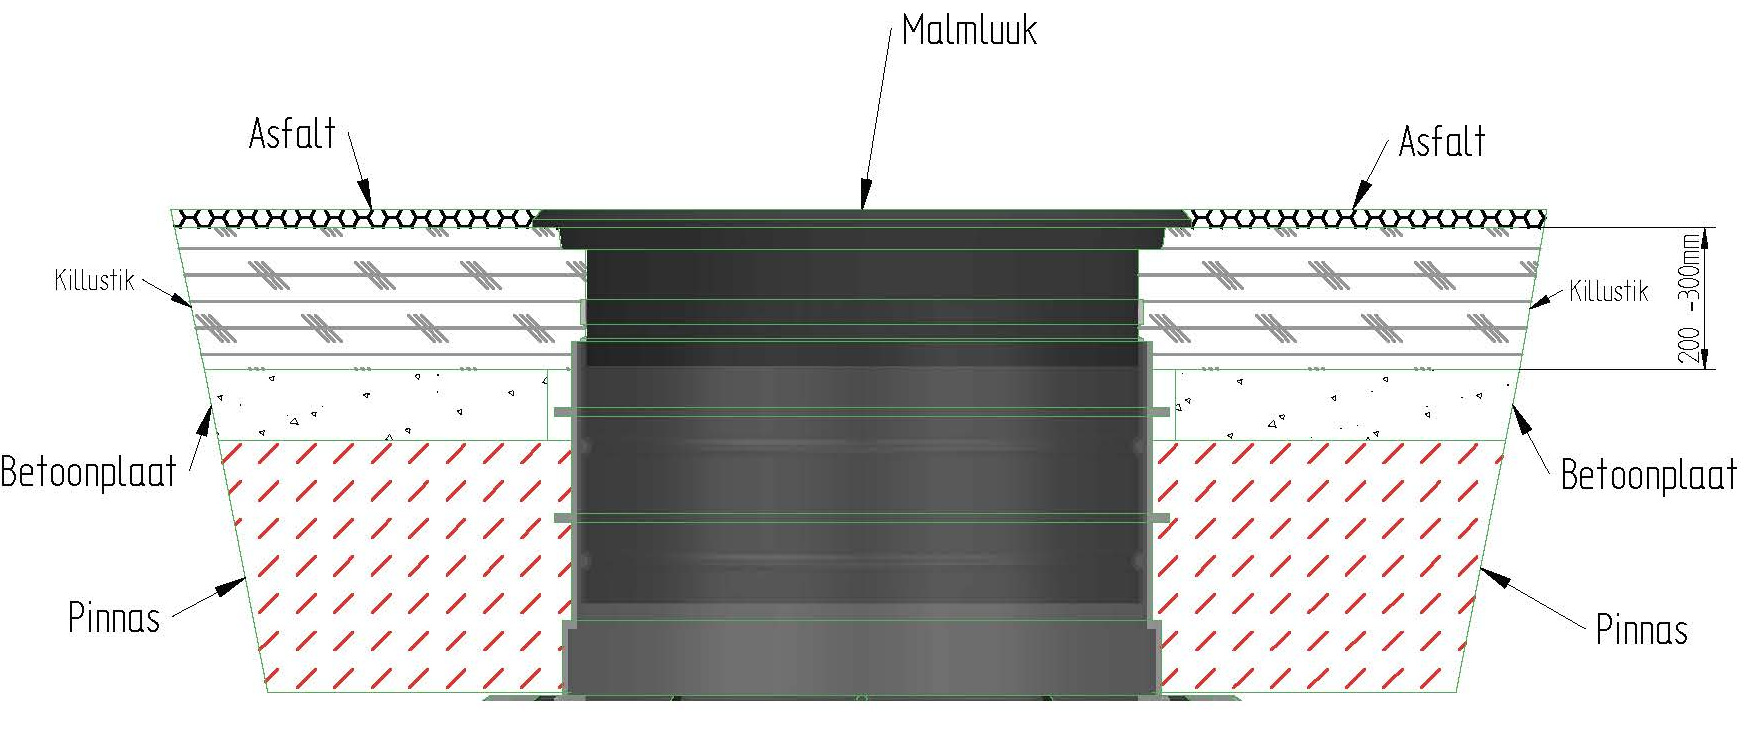 Malmluuk
Asfalt
Asfalt
Killustik
Killustik
200 -300mm
Betoonplaat
Betoonplaat
Pinnas
Pinnas